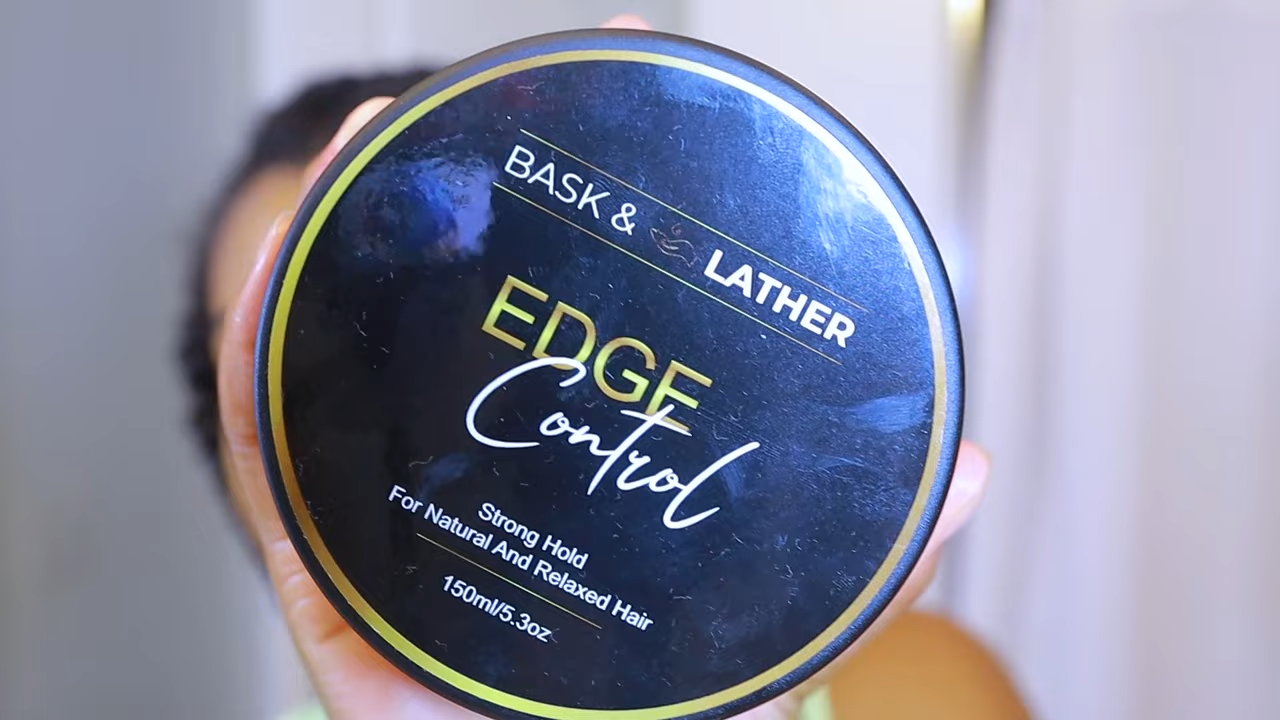 BASK & LATHER
EDGE
Control
Strong Hold
For Natural And Relaxed Hair
150ml/5.3oz